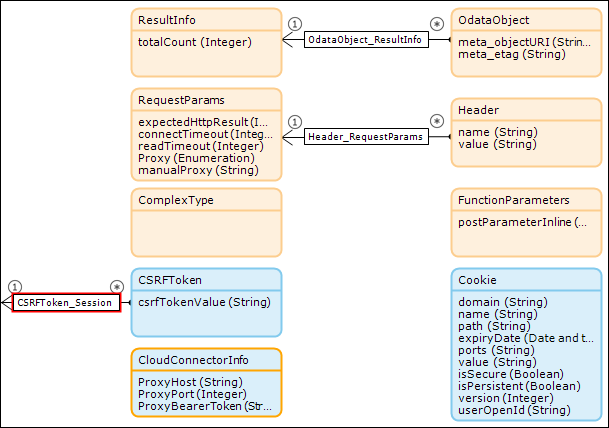 ResultInfo
totalCount (Integer)
1
OdataObject_ResultInfo
*
OdataObject
meta_objectURI (Strin...
meta_etag (String)
RequestParams
expectedHttpResult (I...
connectTimeout (Integ...
readTimeout (Integer)
Proxy (Enumeration)
manualProxy (String)
1
Header_RequestParams
*
Header
name (String)
value (String)
ComplexType
FunctionParameters
postParameterInline (...
1
CSRFToken_Session
*
CSRFToken
csrfTokenValue (String)
Cookie
domain (String)
name (String)
path (String)
expiryDate (Date and t...
ports (String)
value (String)
isSecure (Boolean)
isPersistent (Boolean)
version (Integer)
userOpenId (String)
CloudConnectorInfo
ProxyHost (String)
ProxyPort (Integer)
ProxyBearerToken (Str...